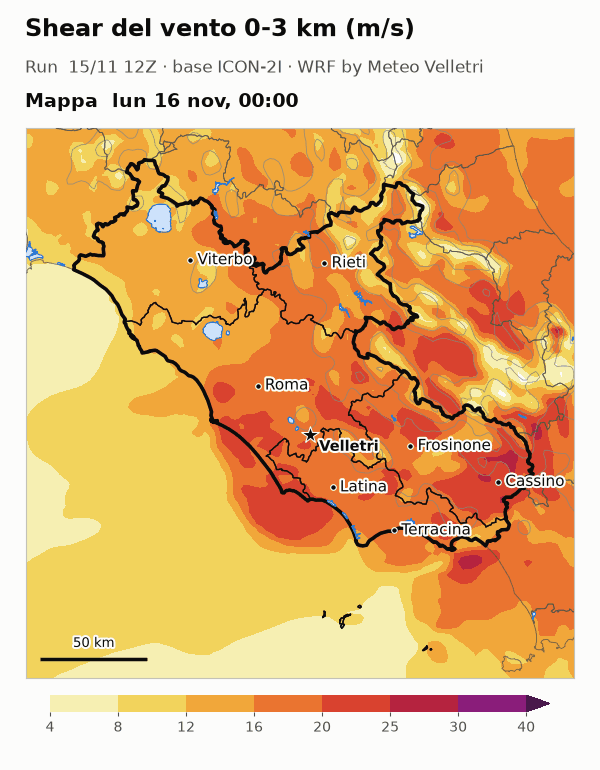 Shear del vento 0-3 km (m/s)
Run  15/11 12Z · base ICON-2I · WRF by Meteo Velletri
Mappa  lun 16 nov, 00:00
Viterbo
Rieti
Roma
Velletri
Frosinone
Latina
Cassino
Terracina
50 km
4 8 12 16 20 25 30 40